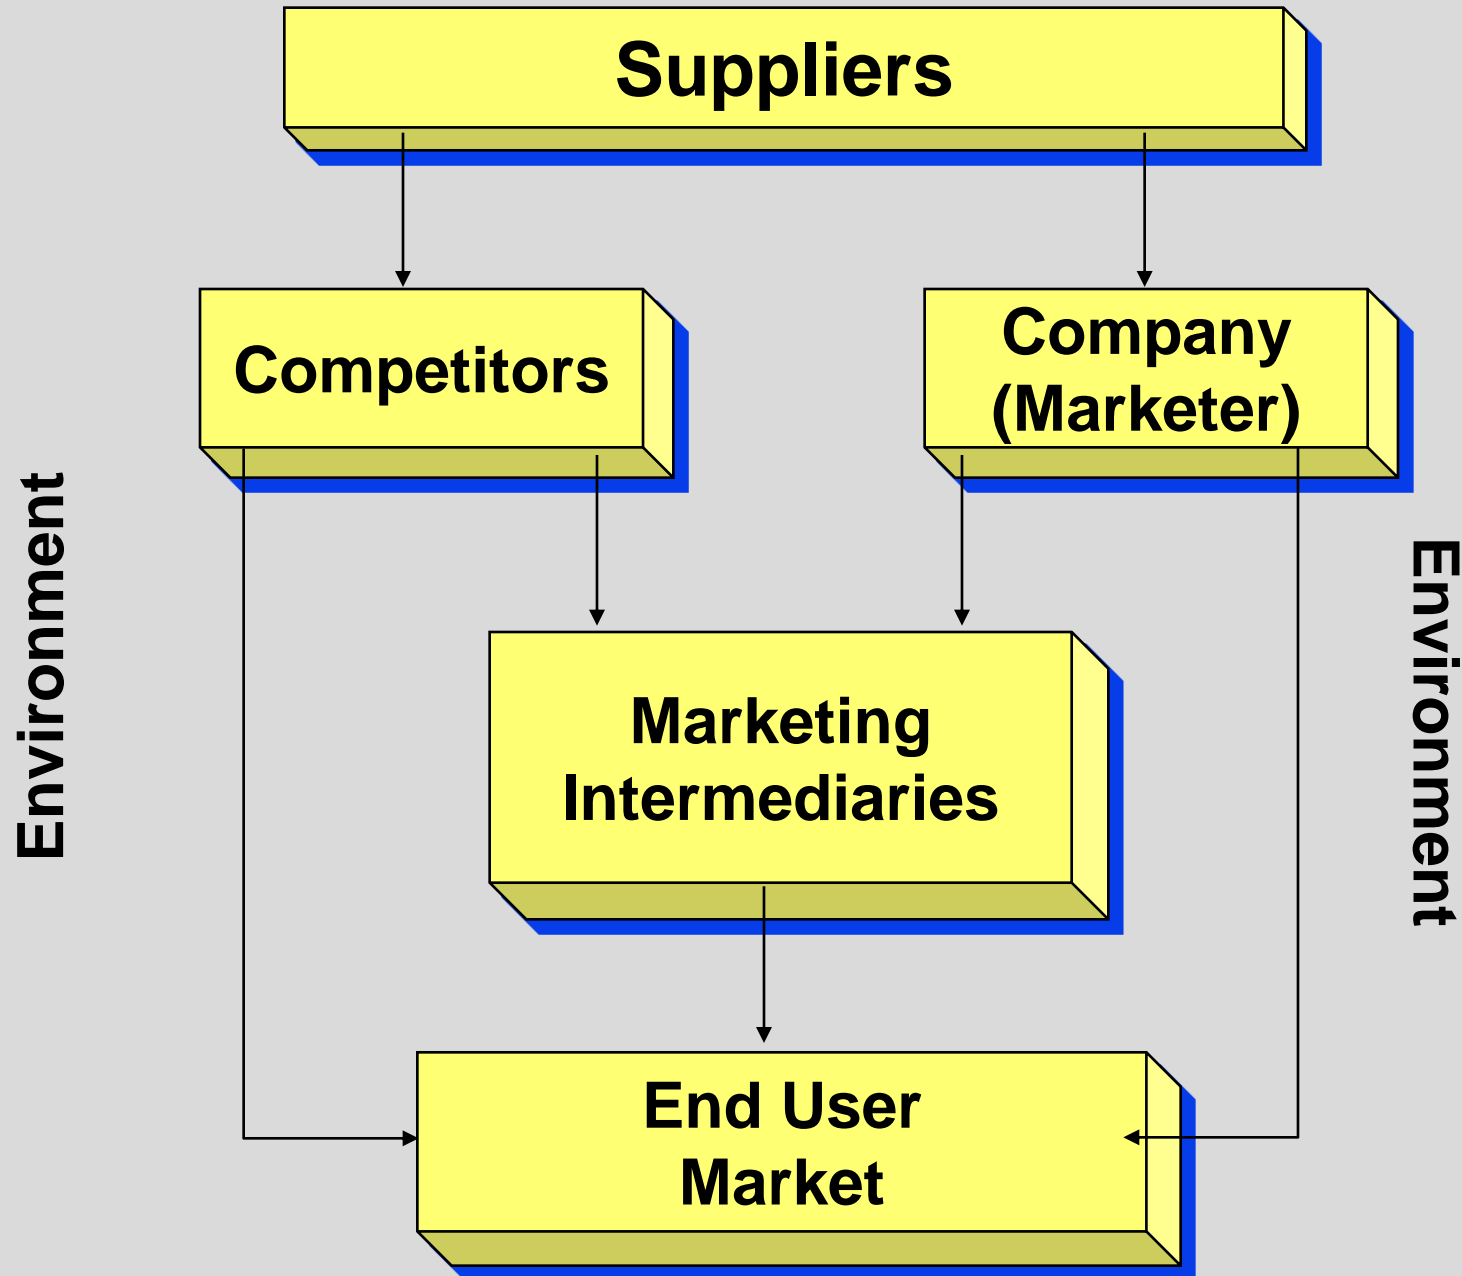 Suppliers
Competitors
Company
(Marketer)
Environment
Environment
Marketing
Intermediaries
End User
Market